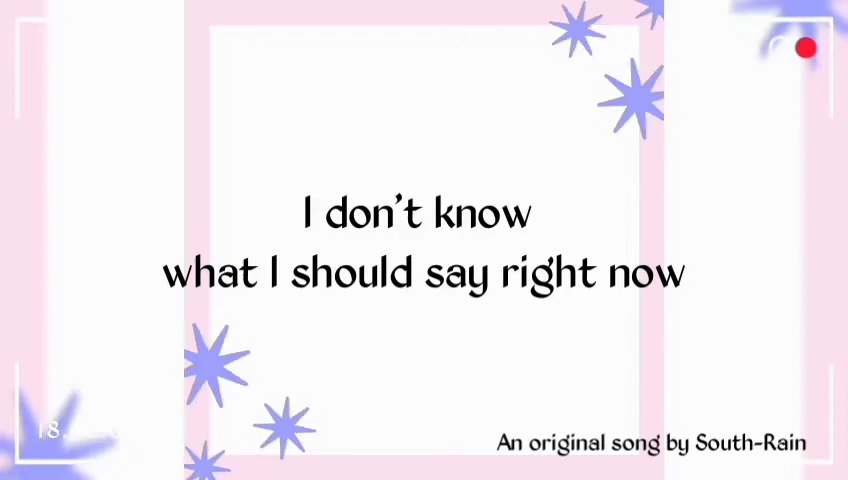 I don't know
what I should say right now
An original song by South-Rain